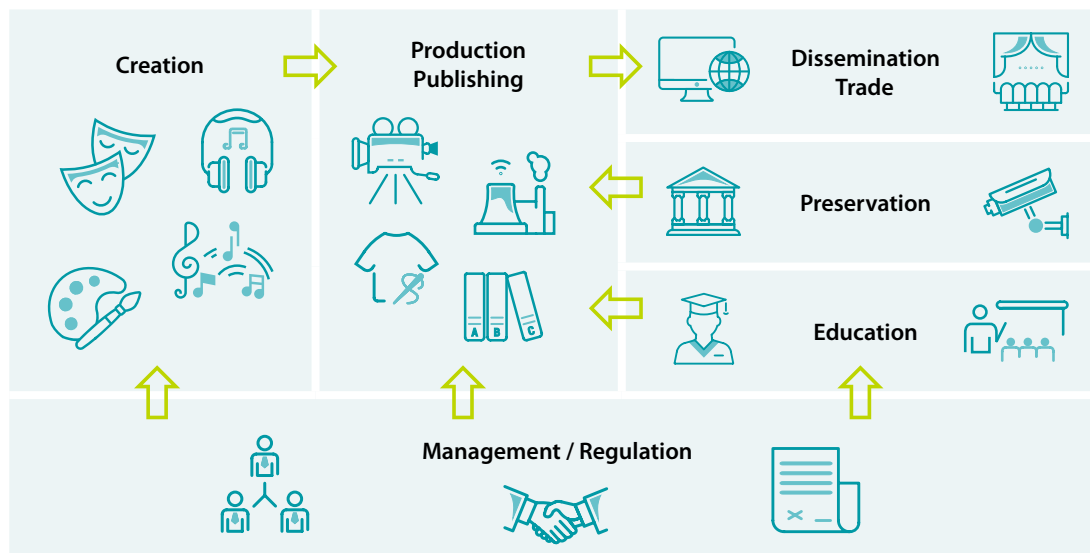 Creation
Production
Publishing
Dissemination
Trade
Preservation
A B C
Education
Management / Regulation